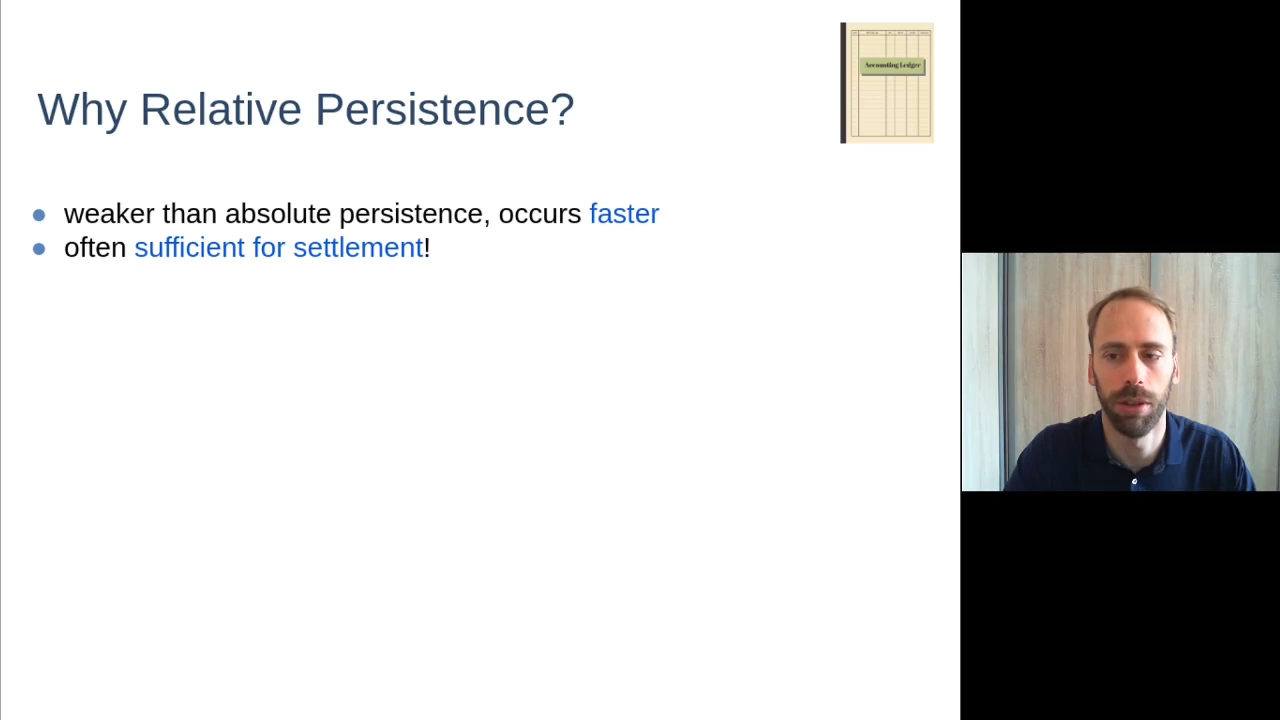 Accounting Ledger
Why Relative Persistence?
weaker than absolute persistence, occurs faster
often sufficient for settlement!